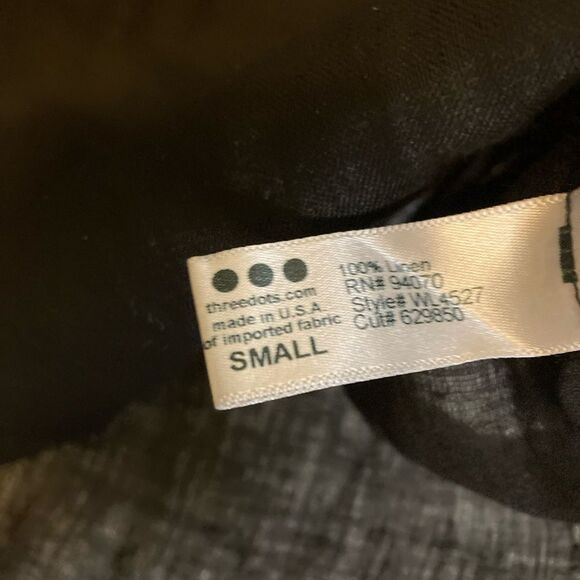 threedots.com
made in U.S.A.
of imported fabric
SMALL
100% Linen
RN# 94070
Style# WL4527
Cut# 629850